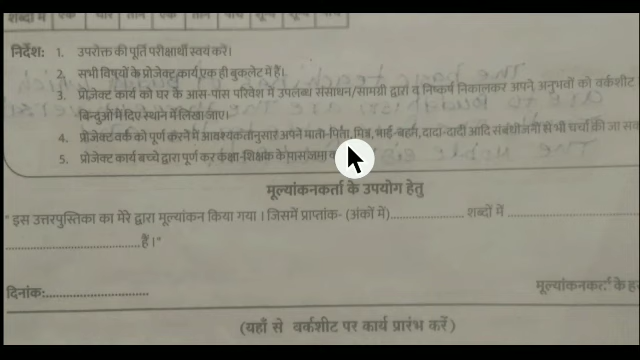 शब्दों में एक चार तीन एक तीन पांच शून्य शून्य पांच
निर्देश: 1. उपरोक्त की पूर्ति परीक्षार्थी स्वयं करें।
2. सभी विषयों के प्रोजेक्ट कार्य एक ही बुकलेट में हैं।
3. प्रोजेक्ट कार्य को घर के आस-पास परिवेश में उपलब्ध संसाधन/सामग्री द्वारा व निष्कर्ष निकालकर अपने अनुभवों को वर्कशीट
बिन्दुओं में दिए स्थान में लिखा जाए।
4. प्रोजेक्ट वर्क को पूर्ण करने में आवश्यकतानुसार अपने माता-पिता, मित्र, भाई-बहन, दादा-दादी आदि संबंधीजनों से भी चर्चा की जा सक
5. प्रोजेक्ट कार्य बच्चे द्वारा पूर्ण कर कक्षा-शिक्षक के पास जमा
मूल्यांकनकर्ता के उपयोग हेतु
"इस उत्तरपुस्तिका का मेरे द्वारा मूल्यांकन किया गया । जिसमें प्राप्तांक- (अंकों में)..................... शब्दों में ....................................
........................................ हैं।"
दिनांक:............................... मूल्यांकनकर्ता के ह
(यहाँ से वर्कशीट पर कार्य प्रारंभ करें)